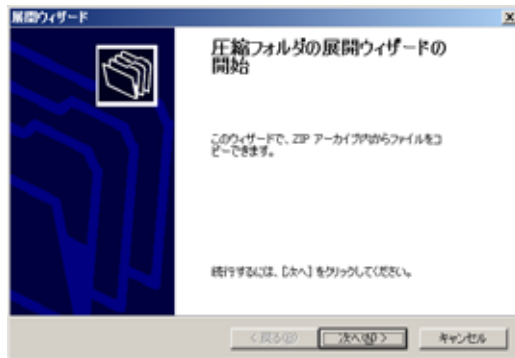 展開ウィザード
圧縮フォルダの展開ウィザードの
開始
このウィザードで、ZIP アーカイブ内からファイルをコ
ピーできます。
続行するには、[次へ] をクリックしてください。
< 戻る(B)
次へ(N) >
キャンセル